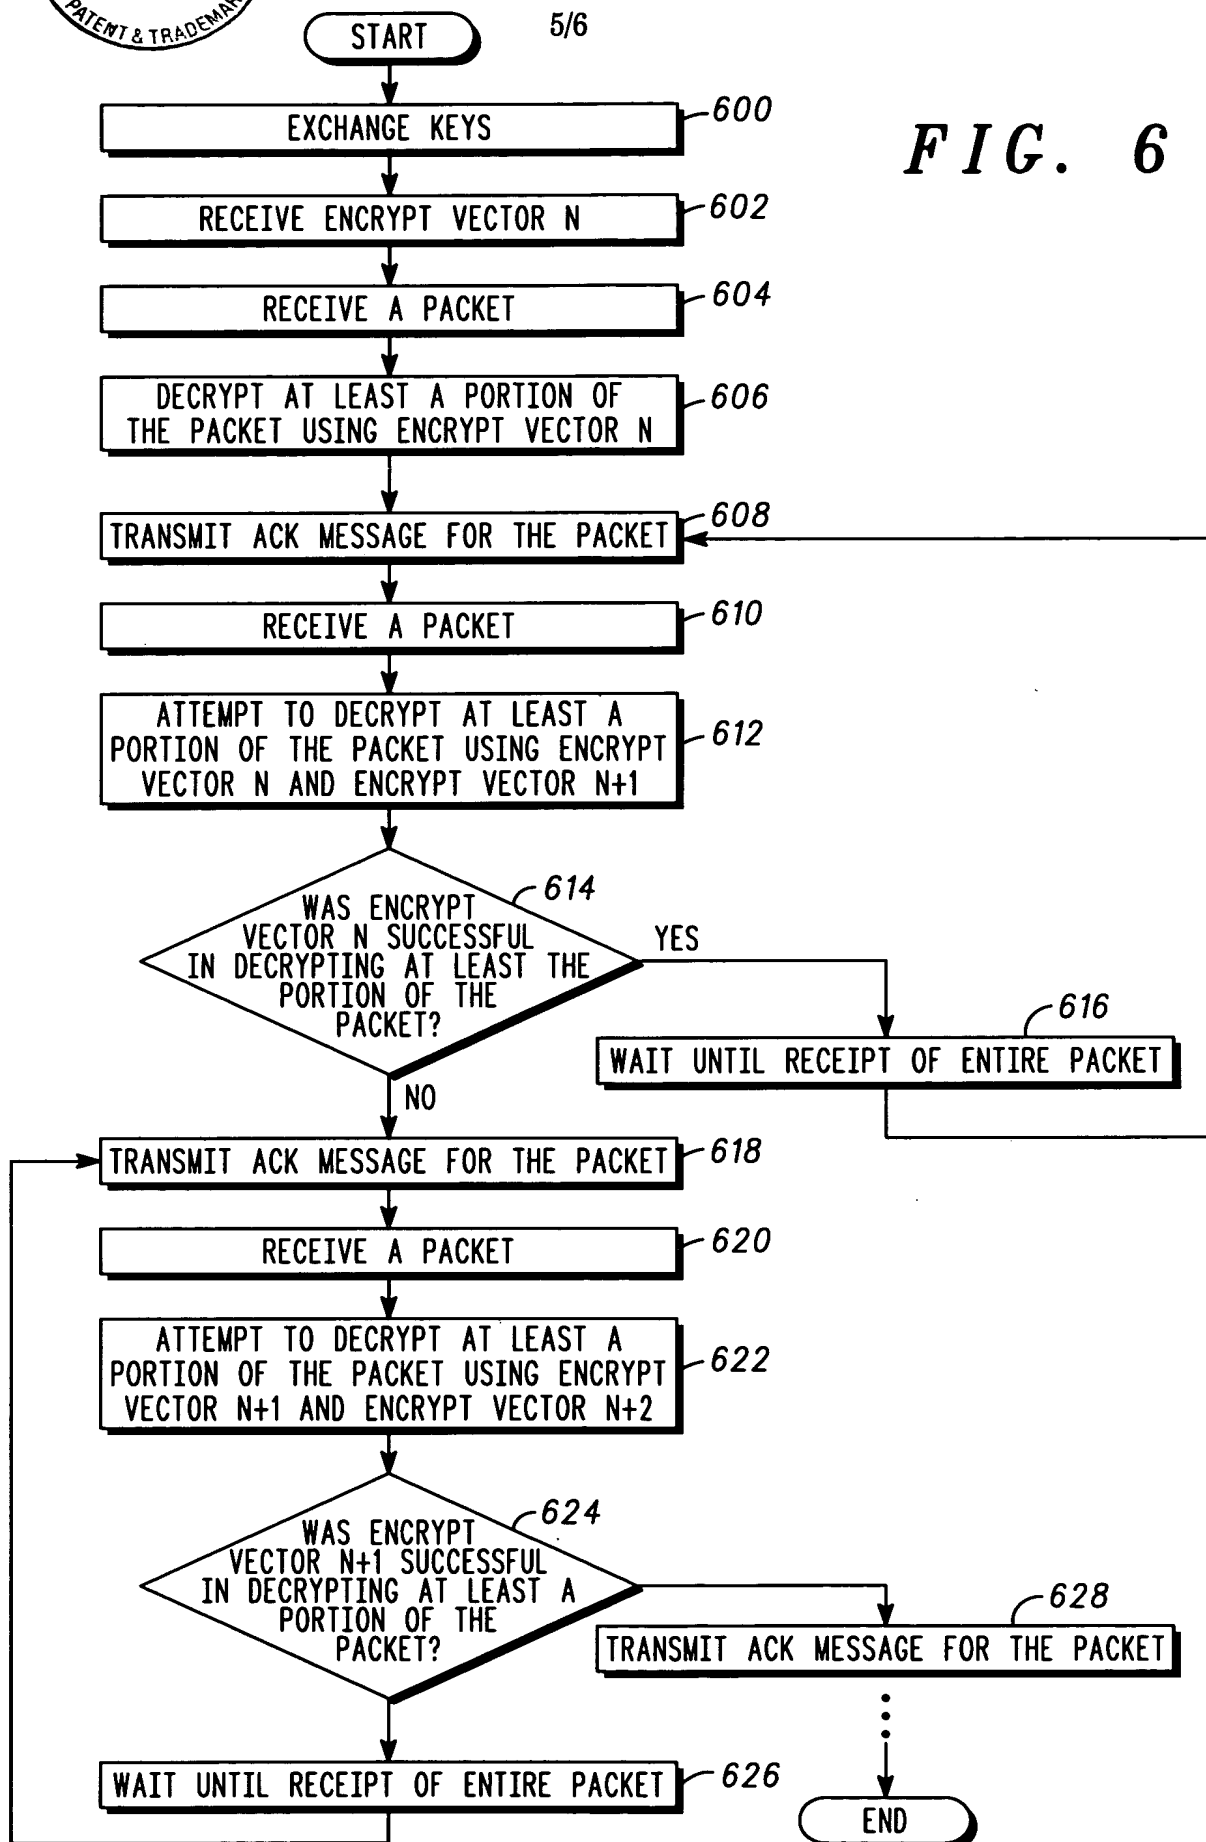 PATENT & TRADEMAR
5/6
START
FIG. 6
EXCHANGE KEYS
600
RECEIVE ENCRYPT VECTOR N
602
RECEIVE A PACKET
604
DECRYPT AT LEAST A PORTION OF
THE PACKET USING ENCRYPT VECTOR N
606
TRANSMIT ACK MESSAGE FOR THE PACKET
608
RECEIVE A PACKET
610
ATTEMPT TO DECRYPT AT LEAST A
PORTION OF THE PACKET USING ENCRYPT
VECTOR N AND ENCRYPT VECTOR N+1
612
WAS ENCRYPT
VECTOR N SUCCESSFUL
IN DECRYPTING AT LEAST THE
PORTION OF THE
PACKET?
614
YES
616
WAIT UNTIL RECEIPT OF ENTIRE PACKET
NO
TRANSMIT ACK MESSAGE FOR THE PACKET
618
RECEIVE A PACKET
620
ATTEMPT TO DECRYPT AT LEAST A
PORTION OF THE PACKET USING ENCRYPT
VECTOR N+1 AND ENCRYPT VECTOR N+2
622
WAS ENCRYPT
VECTOR N+1 SUCCESSFUL
IN DECRYPTING AT LEAST A
PORTION OF THE
PACKET?
624
628
TRANSMIT ACK MESSAGE FOR THE PACKET
WAIT UNTIL RECEIPT OF ENTIRE PACKET
626
END